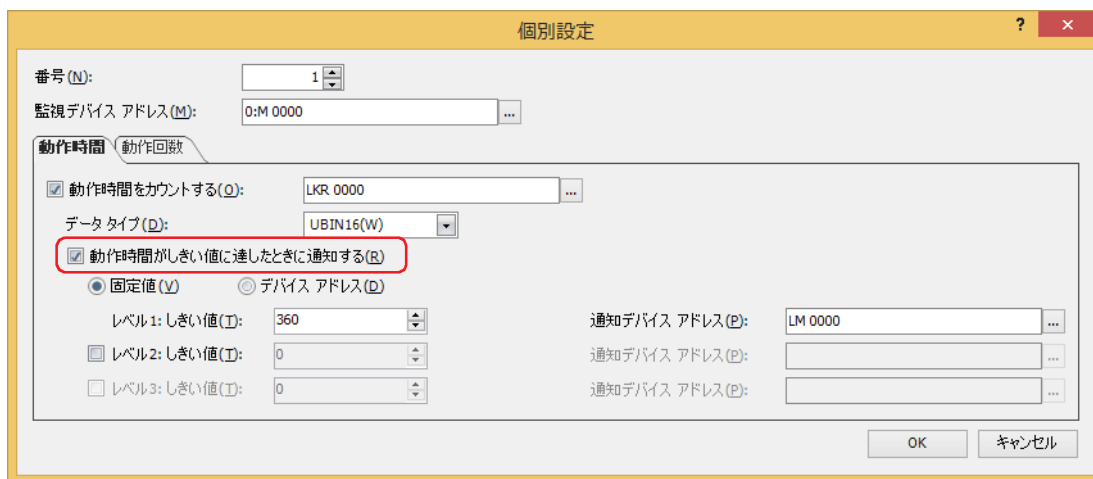 個別設定 ?
番号(N): 1
監視デバイス アドレス(M): 0:M 0000 ...
動作時間 動作回数
動作時間をカウントする(O): LKR 0000 ...
データ タイプ(D): UBIN16(W)
動作時間がしきい値に達したときに通知する(R)
固定値(V) デバイス アドレス(D)
レベル1: しきい値(T): 360 通知デバイス アドレス(P): LM 0000 ...
レベル2: しきい値(T): 0 通知デバイス アドレス(P): ...
レベル3: しきい値(T): 0 通知デバイス アドレス(P): ...
OK キャンセル